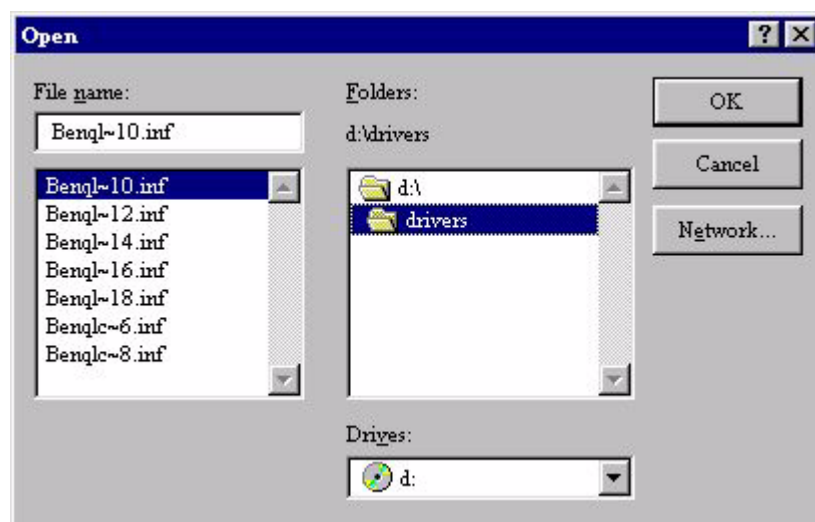 Open
File name:
Benql~10.inf
Benql~10.inf
Benql~12.inf
Benql~14.inf
Benql~16.inf
Benql~18.inf
Benqlc~6.inf
Benqlc~8.inf
Folders:
d:\drivers
d:\
drivers
Drives:
d:
OK
Cancel
Network...